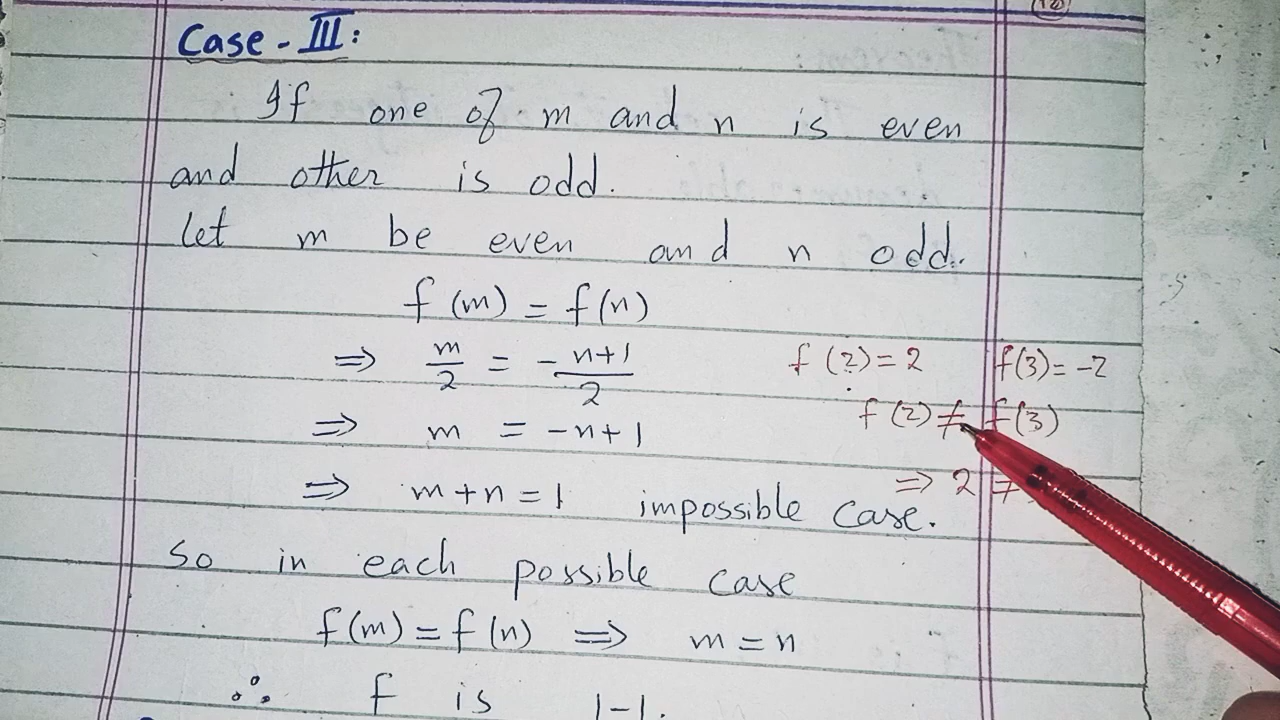 Case - III:
If one of m and n is even
and other is odd.
let m be even and n odd.
f(m) = f(n)
⇒ m/2 = -n+1/2
f(2)=2 f(3)=-2
⇒ m = -n+1
f(2) ≠ f(3)
⇒ m+n=1 impossible case.
⇒ 2 ≠
So in each possible case
f(m) = f(n) ⇒ m = n
∴ f is 1-1.